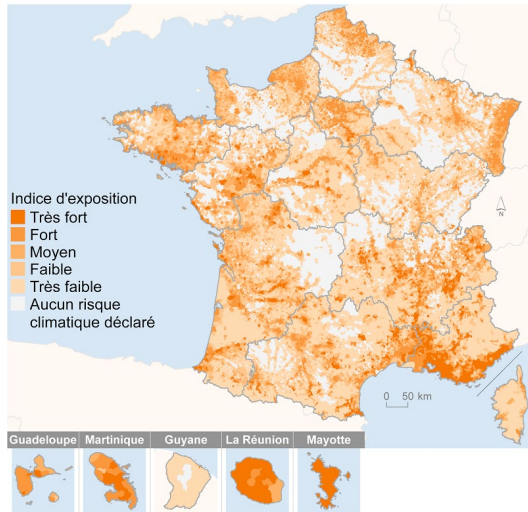 Indice d'exposition
Très fort
Fort
Moyen
Faible
Très faible
Aucun risque
climatique déclaré
N
0 50 km
Guadeloupe Martinique Guyane La Réunion Mayotte